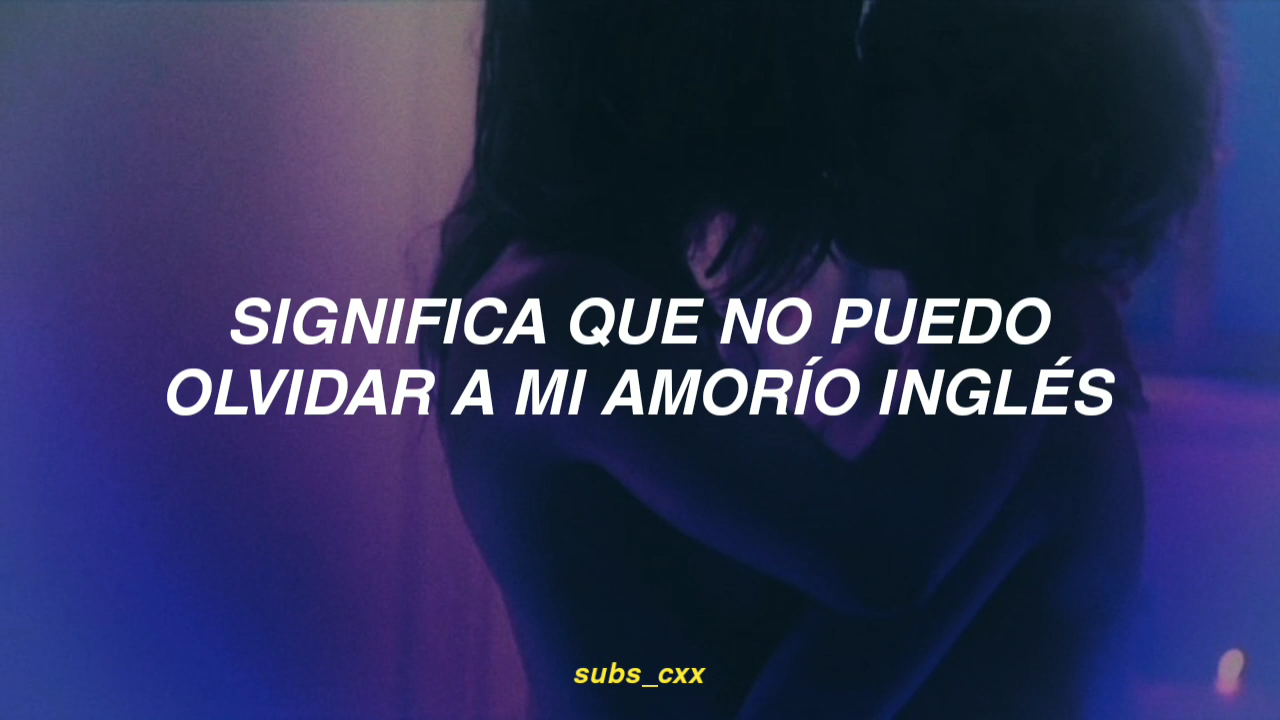 SIGNIFICA QUE NO PUEDO
OLVIDAR A MI AMORÍO INGLÉS
subs_cxx